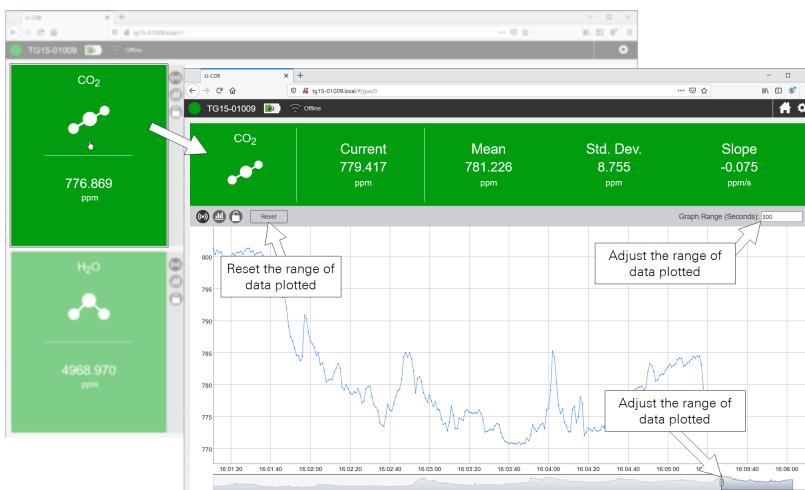 LI-COR
TG15-01009
Offline
CO2
776.869
ppm
H2O
4968.970
ppm
LI-COR
tg15-01009.local/#/gas/0
TG15-01009
Offline
CO2
Current
779.417
ppm
Mean
781.226
ppm
Std. Dev.
8.755
ppm
Slope
-0.075
ppm/s
Reset
Graph Range (Seconds):
300
Reset the range of
data plotted
Adjust the range of
data plotted
Adjust the range of
data plotted
800
795
790
785
780
775
770
16:01:20 16:01:40 16:02:00 16:02:20 16:02:40 16:03:00 16:03:20 16:03:40 16:04:00 16:04:20 16:04:40 16:05:00 16:05:40 16:06:00